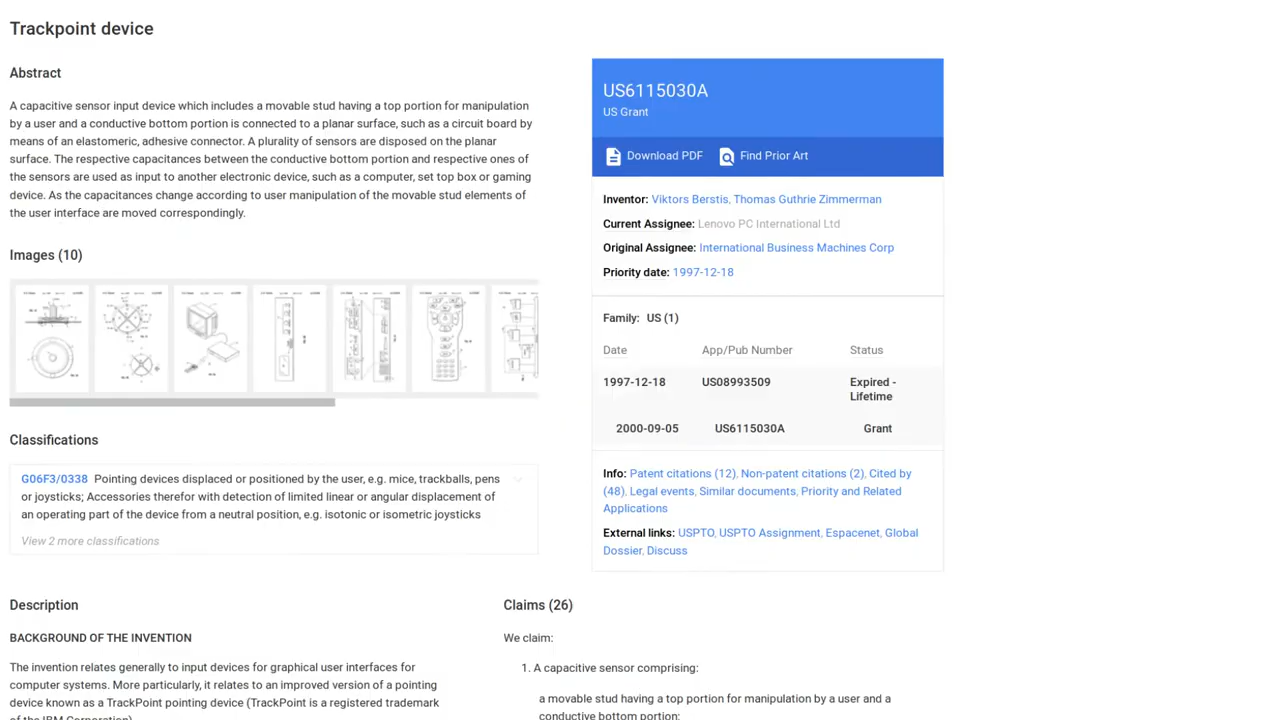 Trackpoint device
Abstract
A capacitive sensor input device which includes a movable stud having a top portion for manipulation
by a user and a conductive bottom portion is connected to a planar surface, such as a circuit board by
means of an elastomeric, adhesive connector. A plurality of sensors are disposed on the planar
surface. The respective capacitances between the conductive bottom portion and respective ones of
the sensors are used as input to another electronic device, such as a computer, set top box or gaming
device. As the capacitances change according to user manipulation of the movable stud elements of
the user interface are moved correspondingly.
Images (10)
Classifications
G06F3/0338 Pointing devices displaced or positioned by the user, e.g. mice, trackballs, pens
or joysticks; Accessories therefor with detection of limited linear or angular displacement of
an operating part of the device from a neutral position, e.g. isotonic or isometric joysticks
View 2 more classifications
US6115030A
US Grant
Download PDF Find Prior Art
Inventor: Viktors Berstis, Thomas Guthrie Zimmerman
Current Assignee: Lenovo PC International Ltd
Original Assignee: International Business Machines Corp
Priority date: 1997-12-18
Family: US (1)
Date App/Pub Number Status
1997-12-18 US08993509 Expired -
Lifetime
2000-09-05 US6115030A Grant
Info: Patent citations (12), Non-patent citations (2), Cited by
(48), Legal events, Similar documents, Priority and Related
Applications
External links: USPTO, USPTO Assignment, Espacenet, Global
Dossier, Discuss
Description
BACKGROUND OF THE INVENTION
The invention relates generally to input devices for graphical user interfaces for
computer systems. More particularly, it relates to an improved version of a pointing
device known as a TrackPoint pointing device (TrackPoint is a registered trademark
of the IBM Corporation)
Claims (26)
We claim:
1. A capacitive sensor comprising:
a movable stud having a top portion for manipulation by a user and a
conductive bottom portion;